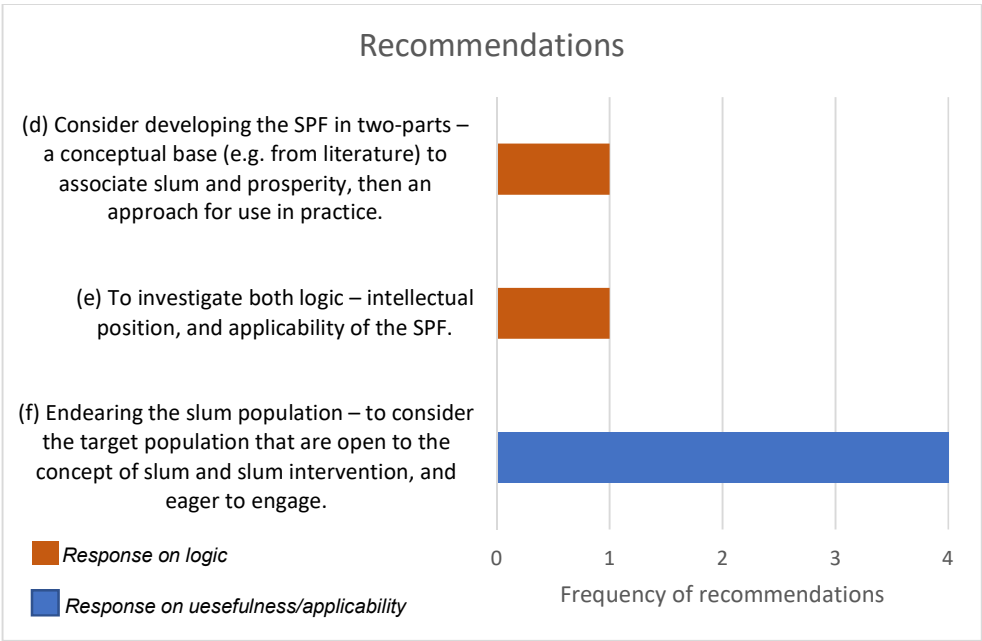 Recommendations
(d) Consider developing the SPF in two-parts –
a conceptual base (e.g. from literature) to
associate slum and prosperity, then an
approach for use in practice.
(e) To investigate both logic – intellectual
position, and applicability of the SPF.
(f) Endearing the slum population – to consider
the target population that are open to the
concept of slum and slum intervention, and
eager to engage.
Response on logic
Response on uesefulness/applicability
0 1 2 3 4
Frequency of recommendations